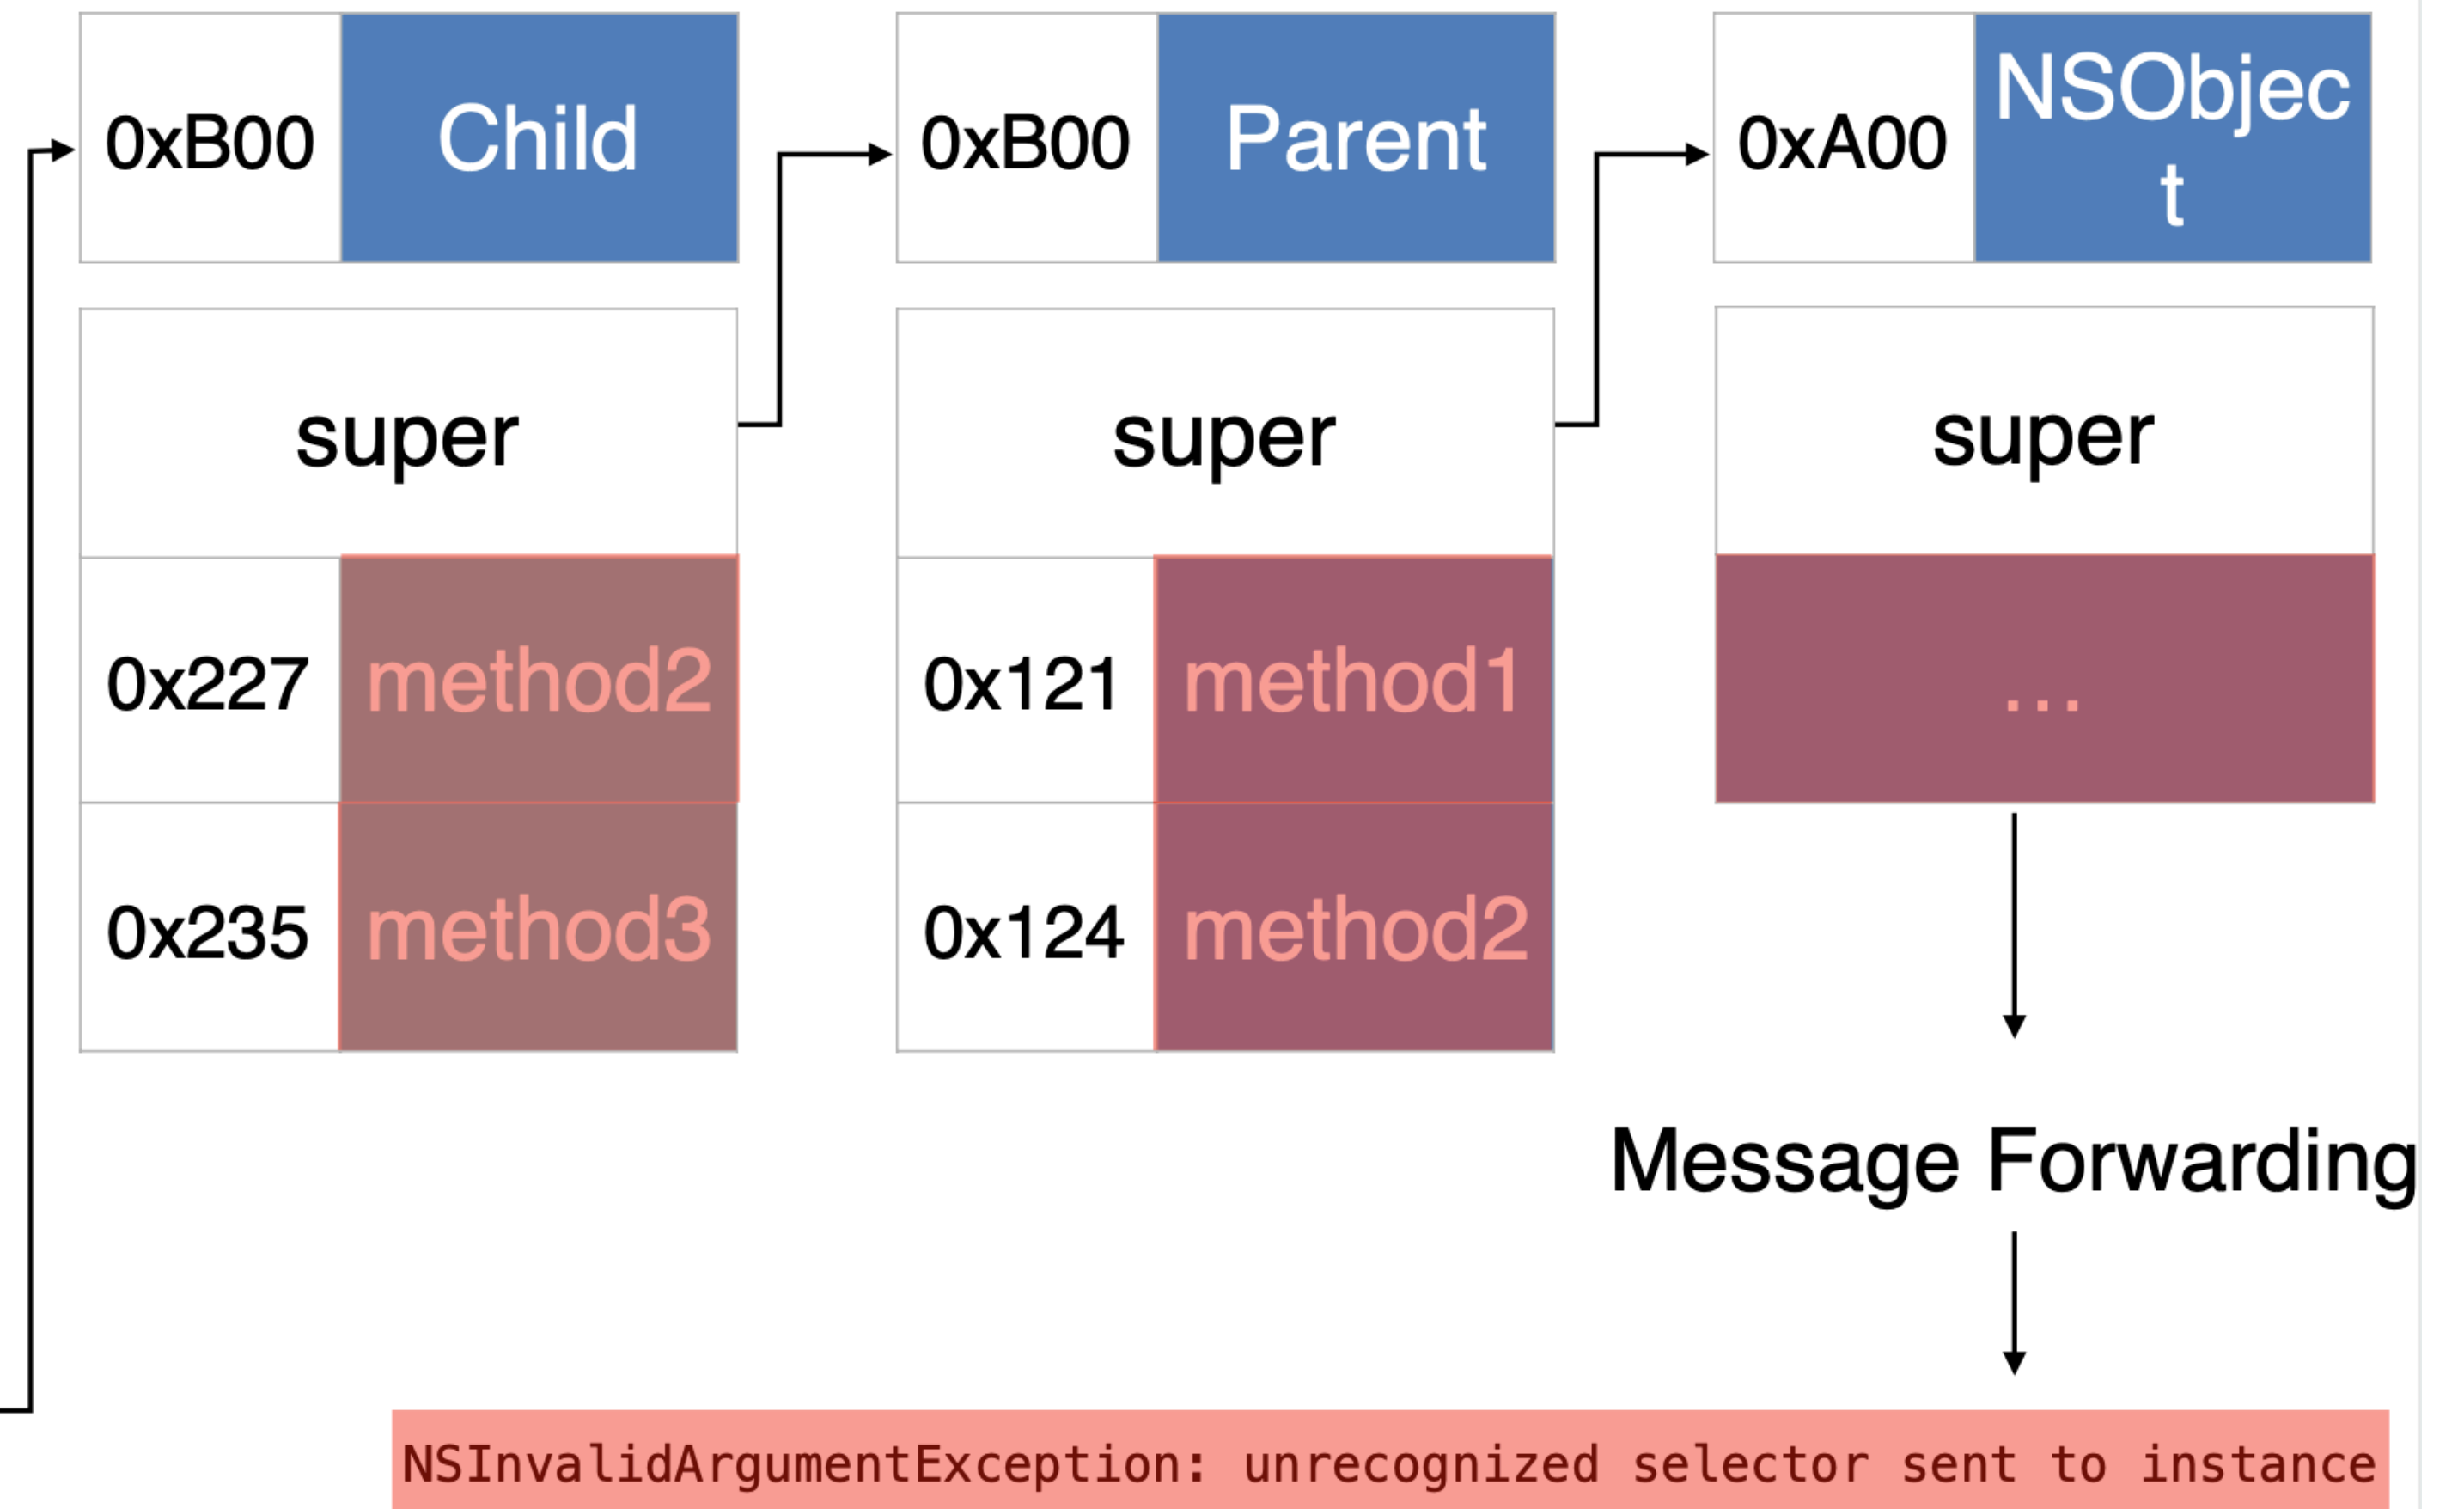 0xB00 Child
0xB00 Parent
0xA00 NSObjec
t
super
super
super
0x227 method2
0x121 method1
...
0x235 method3
0x124 method2
Message Forwarding
NSInvalidArgumentException: unrecognized selector sent to instance